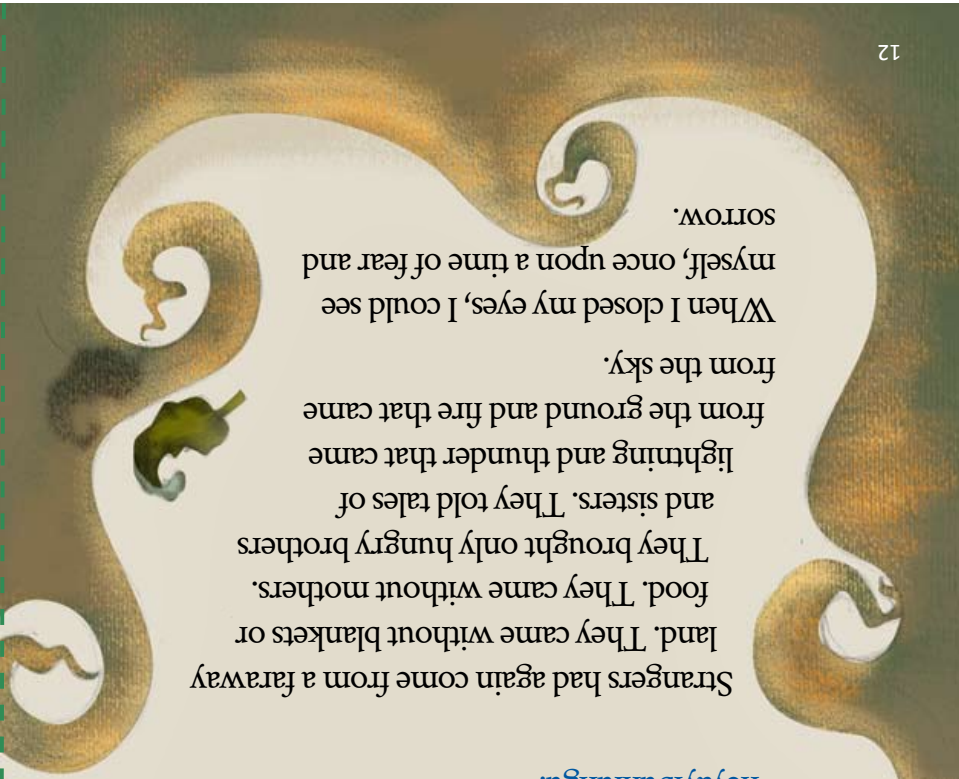 Strangers had again come from a faraway
land. They came without blankets or
food. They came without mothers.
They brought only hungry brothers
and sisters. They told tales of
lightning and thunder that came
from the ground and fire that came
from the sky.
When I closed my eyes, I could see
myself, once upon a time of fear and
sorrow.
12